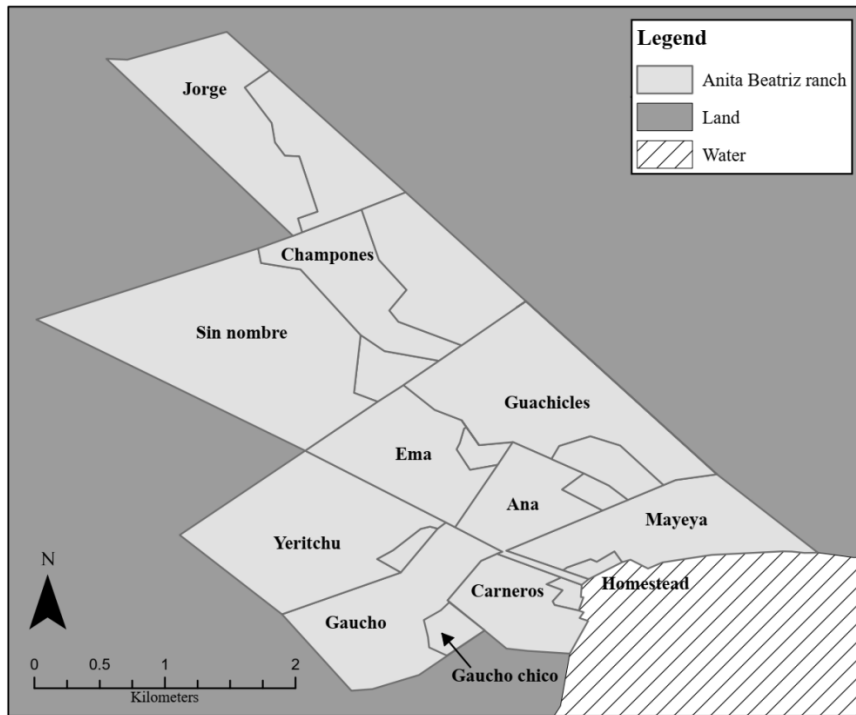 Legend
Anita Beatriz ranch
Land
Water
Jorge
Champones
Sin nombre
Guachicles
Ema
Ana
Mayeya
Yeritchu
Carneros
Homestead
Gaucho
Gaucho chico
N
0 0.5 1 2
Kilometers